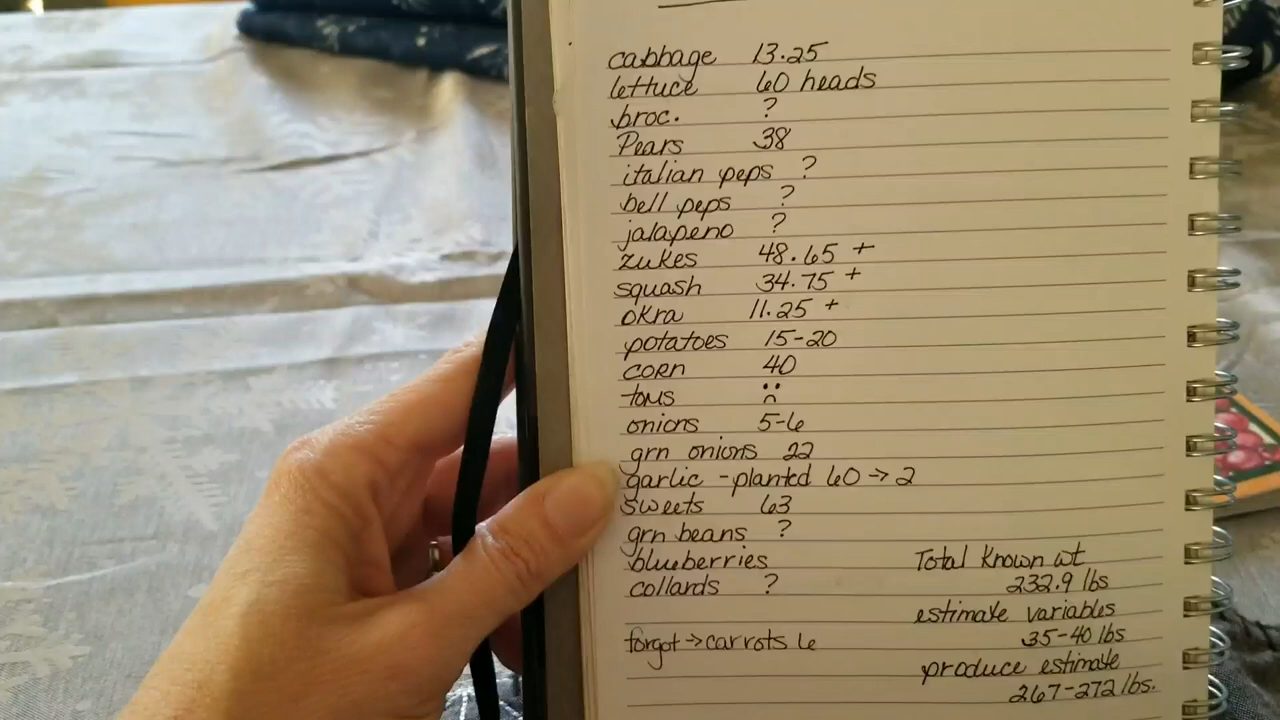 cabbage 13.25
lettuce 60 heads
broc. ?
Pears 38
italian peps ?
bell peps ?
jalapeno ?
zukes 48.65 +
squash 34.75 +
okra 11.25 +
potatoes 15-20
corn 40
toms :(
onions 5-6
grn onions 22
garlic - planted 60 → 2
sweets 63
grn beans ?
blueberries
collards ?
forgot → carrots 6
Total Known wt
232.9 lbs
estimate variables
35-40 lbs
produce estimate
267-272 lbs.